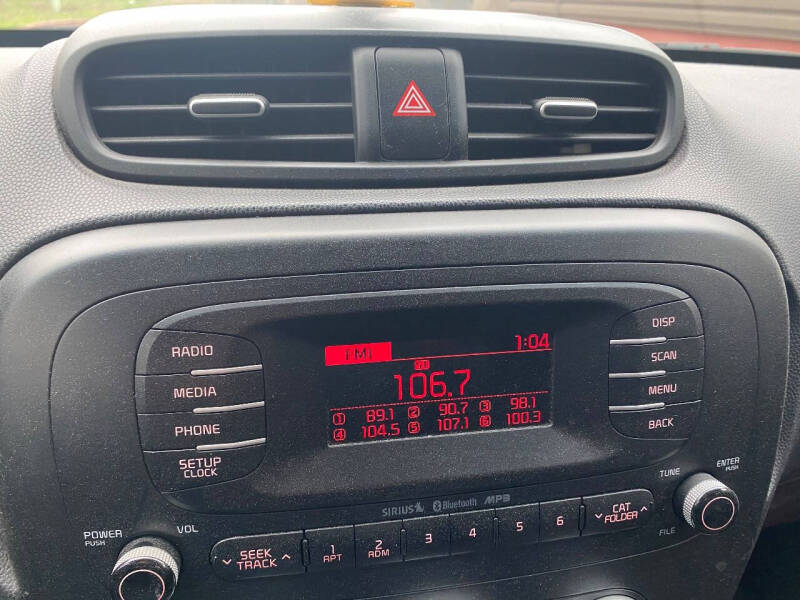 FM1 1:04
106.7
1 89.1 2 90.7 3 98.1
4 104.5 5 107.1 6 100.3
RADIO
MEDIA
PHONE
SETUP
CLOCK
DISP
SCAN
MENU
BACK
SIRIUS Bluetooth MP3
POWER
PUSH
VOL
SEEK
TRACK
1
RPT
2
RDM
3
4
5
6
CAT
FOLDER
TUNE
FILE
ENTER
PUSH